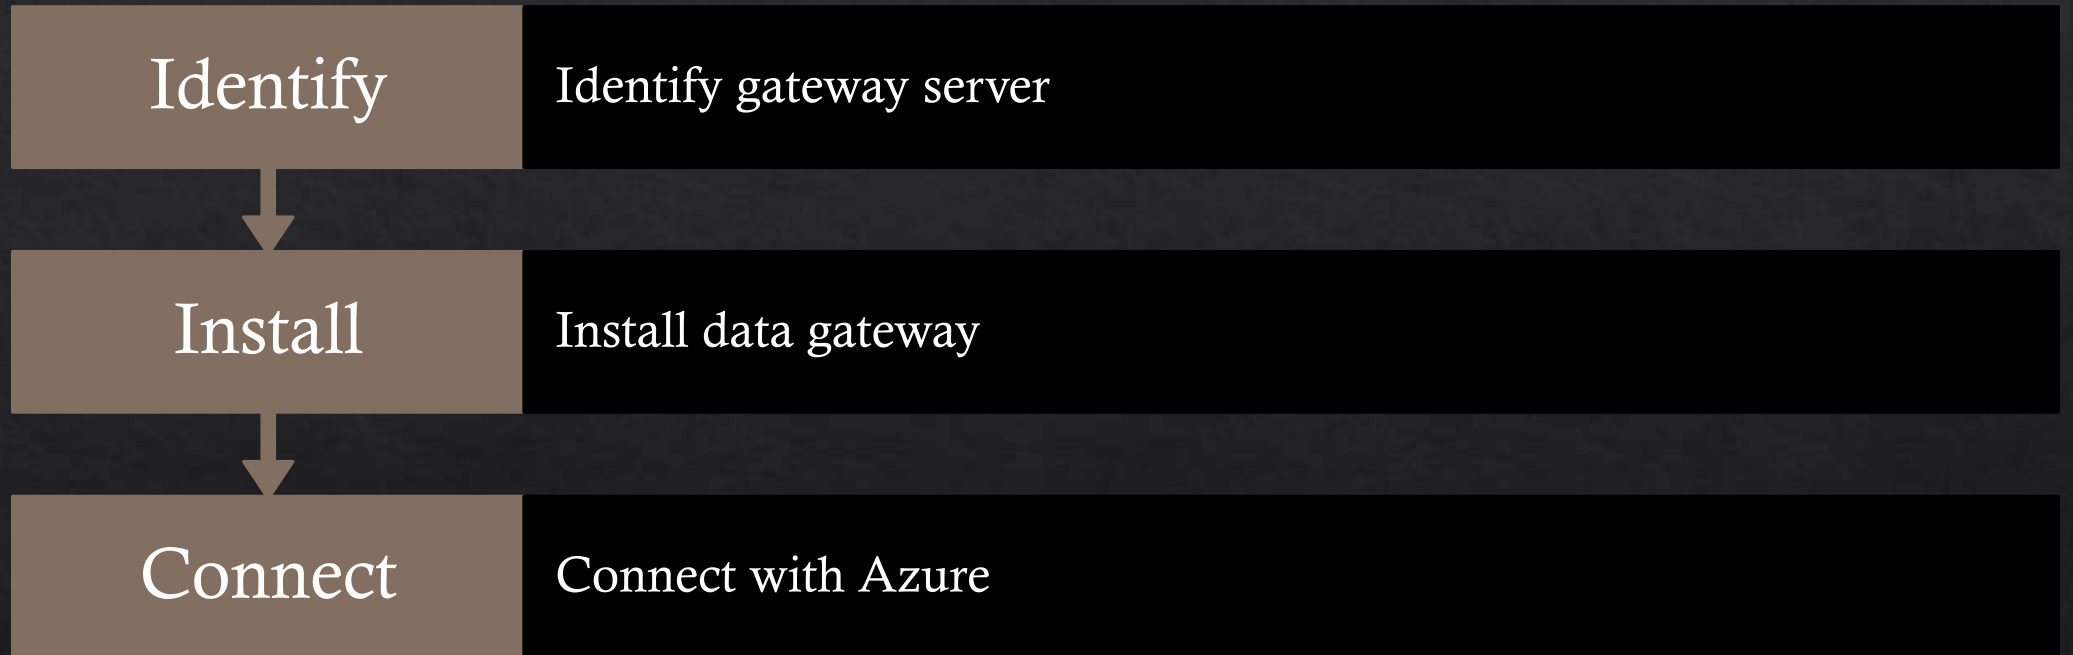 Identify
Identify gateway server
Install
Install data gateway
Connect
Connect with Azure